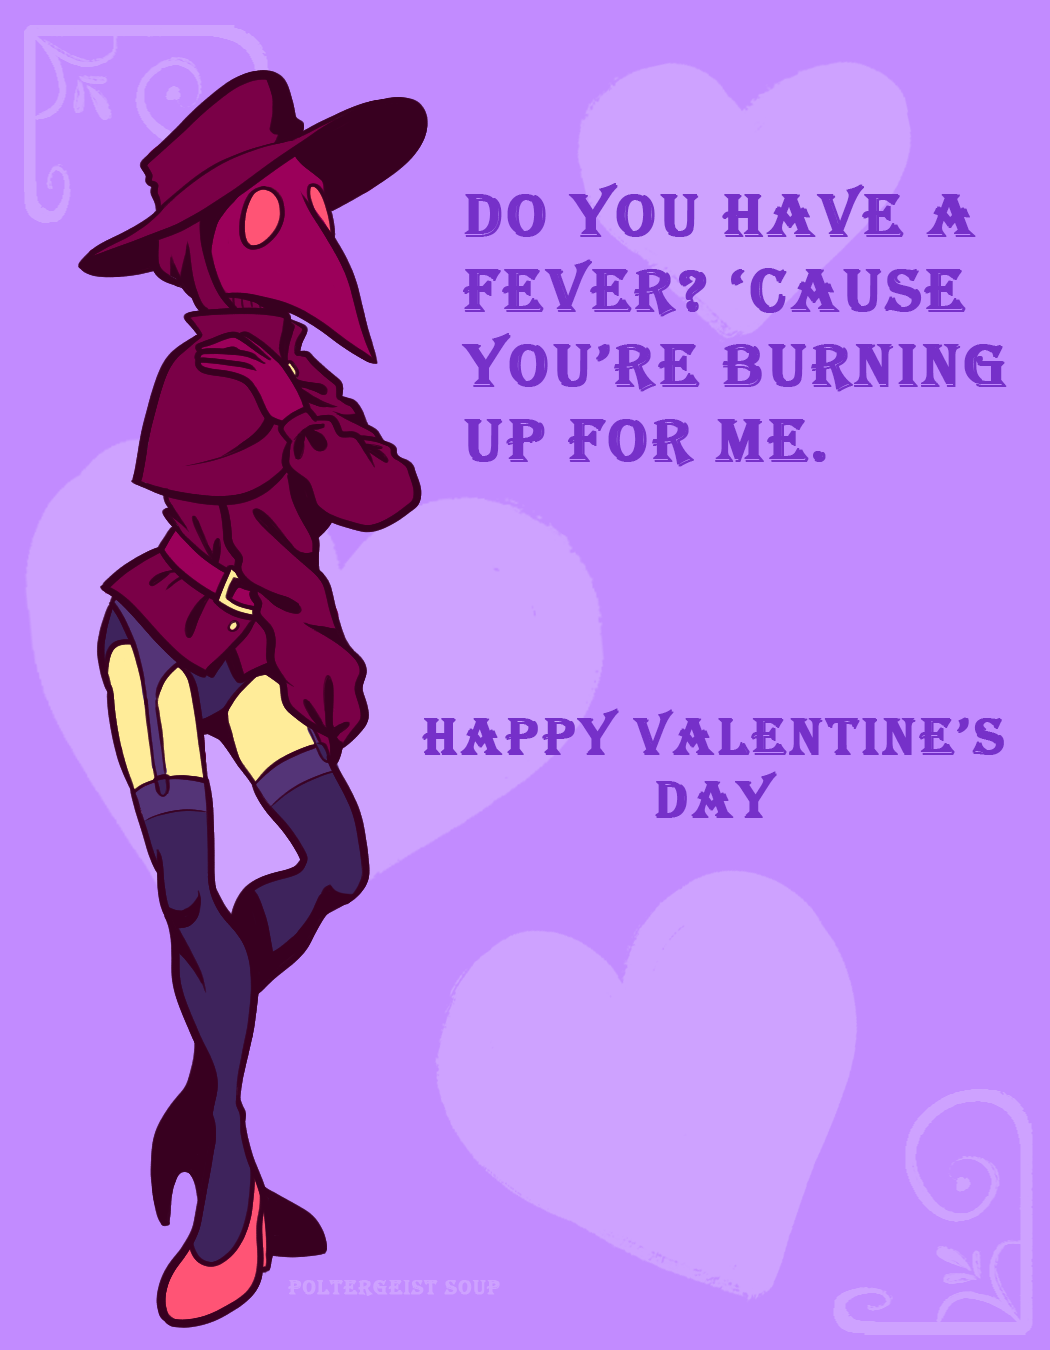 DO YOU HAVE A
FEVER? ‘CAUSE
YOU’RE BURNING
UP FOR ME.
HAPPY VALENTINE’S
DAY
POLTERGEIST SOUP